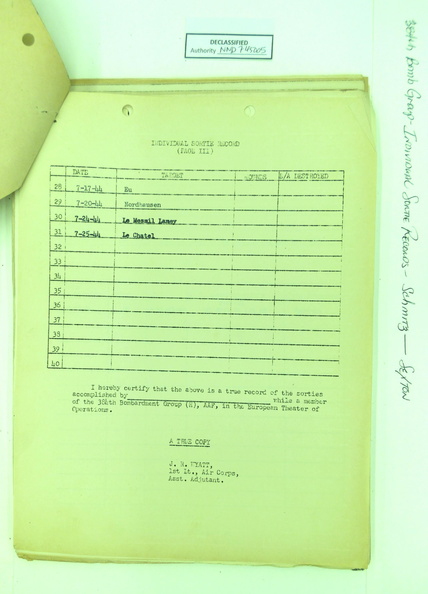 DECLASSIFIED
Authority NND 745005
384th Bomb Group - Individual Sortie Records - Schmitz - Sexton
INDIVIDUAL SORTIE RECORD
(PAGE III)
DATE TARGET E/A DESTROYED
28 7-17-44 Eu
29 7-20-44 Nordhausen
30 7-24-44 Le Mesnil Lamey
31 7-25-44 Le Chatel
32
33
34
35
36
37
38
39
40
I hereby certify that the above is a true record of the sorties
accomplished by while a member
of the 384th Bombardment Group (H), AAF, in the European Theater of
Operations.
A TRUE COPY
J. R. WYATT,
1st Lt., Air Corps,
Asst. Adjutant.